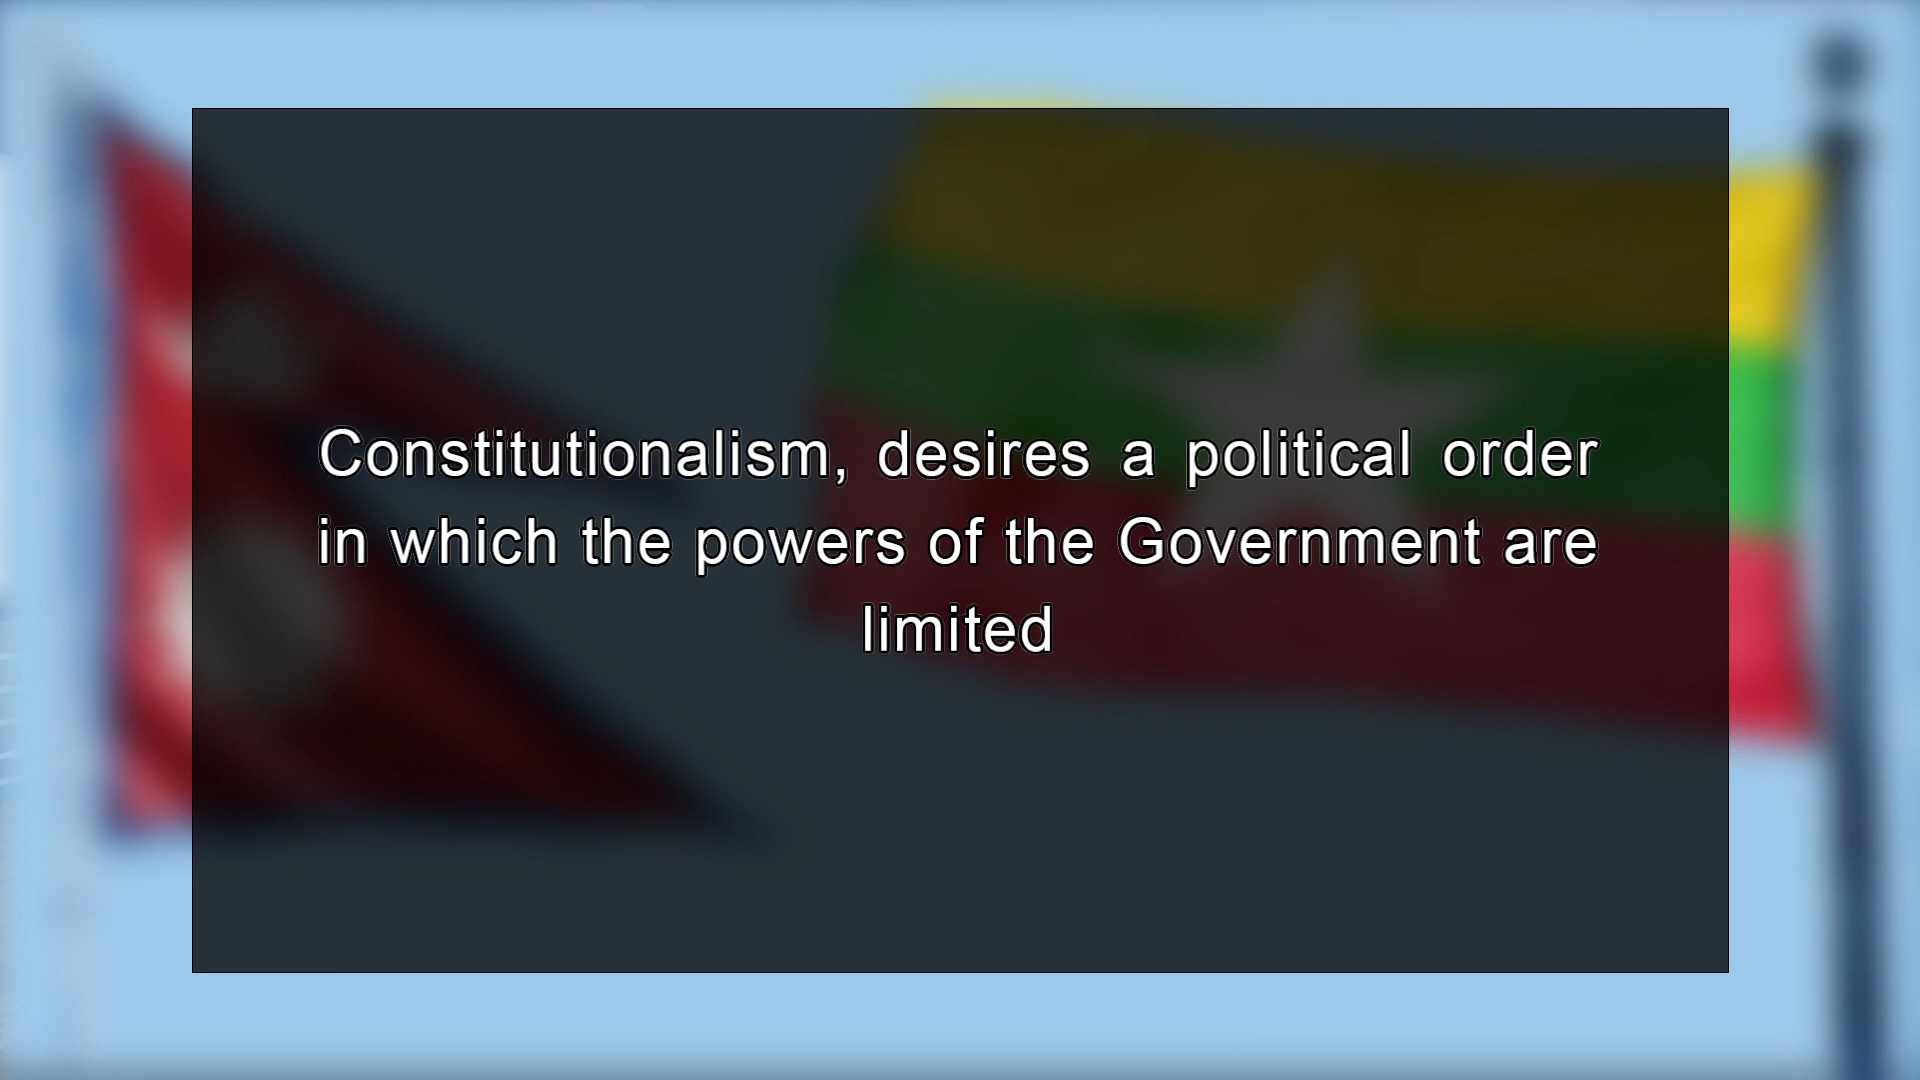 Constitutionalism, desires a political order
in which the powers of the Government are
limited